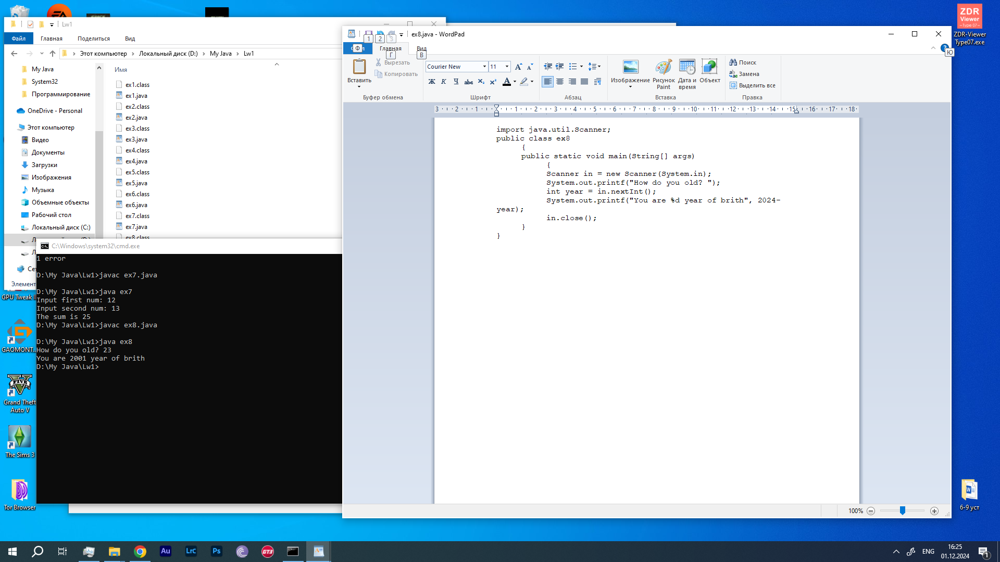 ZDR
Viewer
~Type 07~
ZDR-Viewer
Type07.exe
Lw1
Файл
Главная
Поделиться
Вид
Этот компьютер > Локальный диск (D:) > My Java > Lw1
My Java
System32
Программирование
OneDrive - Personal
Этот компьютер
Видео
Документы
Загрузки
Изображения
Музыка
Объемные объекты
Рабочий стол
Локальный диск (C:)
Имя
ex1.class
ex1.java
ex2.class
ex2.java
ex3.class
ex3.java
ex4.class
ex4.java
ex5.class
ex5.java
ex6.class
ex6.java
ex7.class
ex7.java
ex8.class
Элемент
C:\Windows\system32\cmd.exe
1 error
D:\My Java\Lw1>javac ex7.java
D:\My Java\Lw1>java ex7
Input first num: 12
Input second num: 13
The sum is 25
D:\My Java\Lw1>javac ex8.java
D:\My Java\Lw1>java ex8
How do you old? 23
You are 2001 year of brith
D:\My Java\Lw1>
ex8.java - WordPad
1
2
3
Ф
Главная
Г
Вид
В
Ю
Вставить
Вырезать
Копировать
Буфер обмена
Courier New
11
Ж К Ч abc X₂ X²
Шрифт
Абзац
Изображение
Рисунок
Paint
Дата и
время
Объект
Вставка
Поиск
Замена
Выделить все
Правка
3 2 1 1 2 3 4 5 6 7 8 9 10 11 12 13 14 15 16 17 18
import java.util.Scanner;
public class ex8
{
public static void main(String[] args)
{
Scanner in = new Scanner(System.in);
System.out.printf("How do you old? ");
int year = in.nextInt();
System.out.printf("You are %d year of brith", 2024-
year);
in.close();
}
}
100%
GPU Tweak
GAOMONT...
FIVE
Grand Theft
Auto V
The Sims 3
Tor Browser
6-9 уст
Au
Lrc
Ps
GT3
ENG
16:25
01.12.2024
1